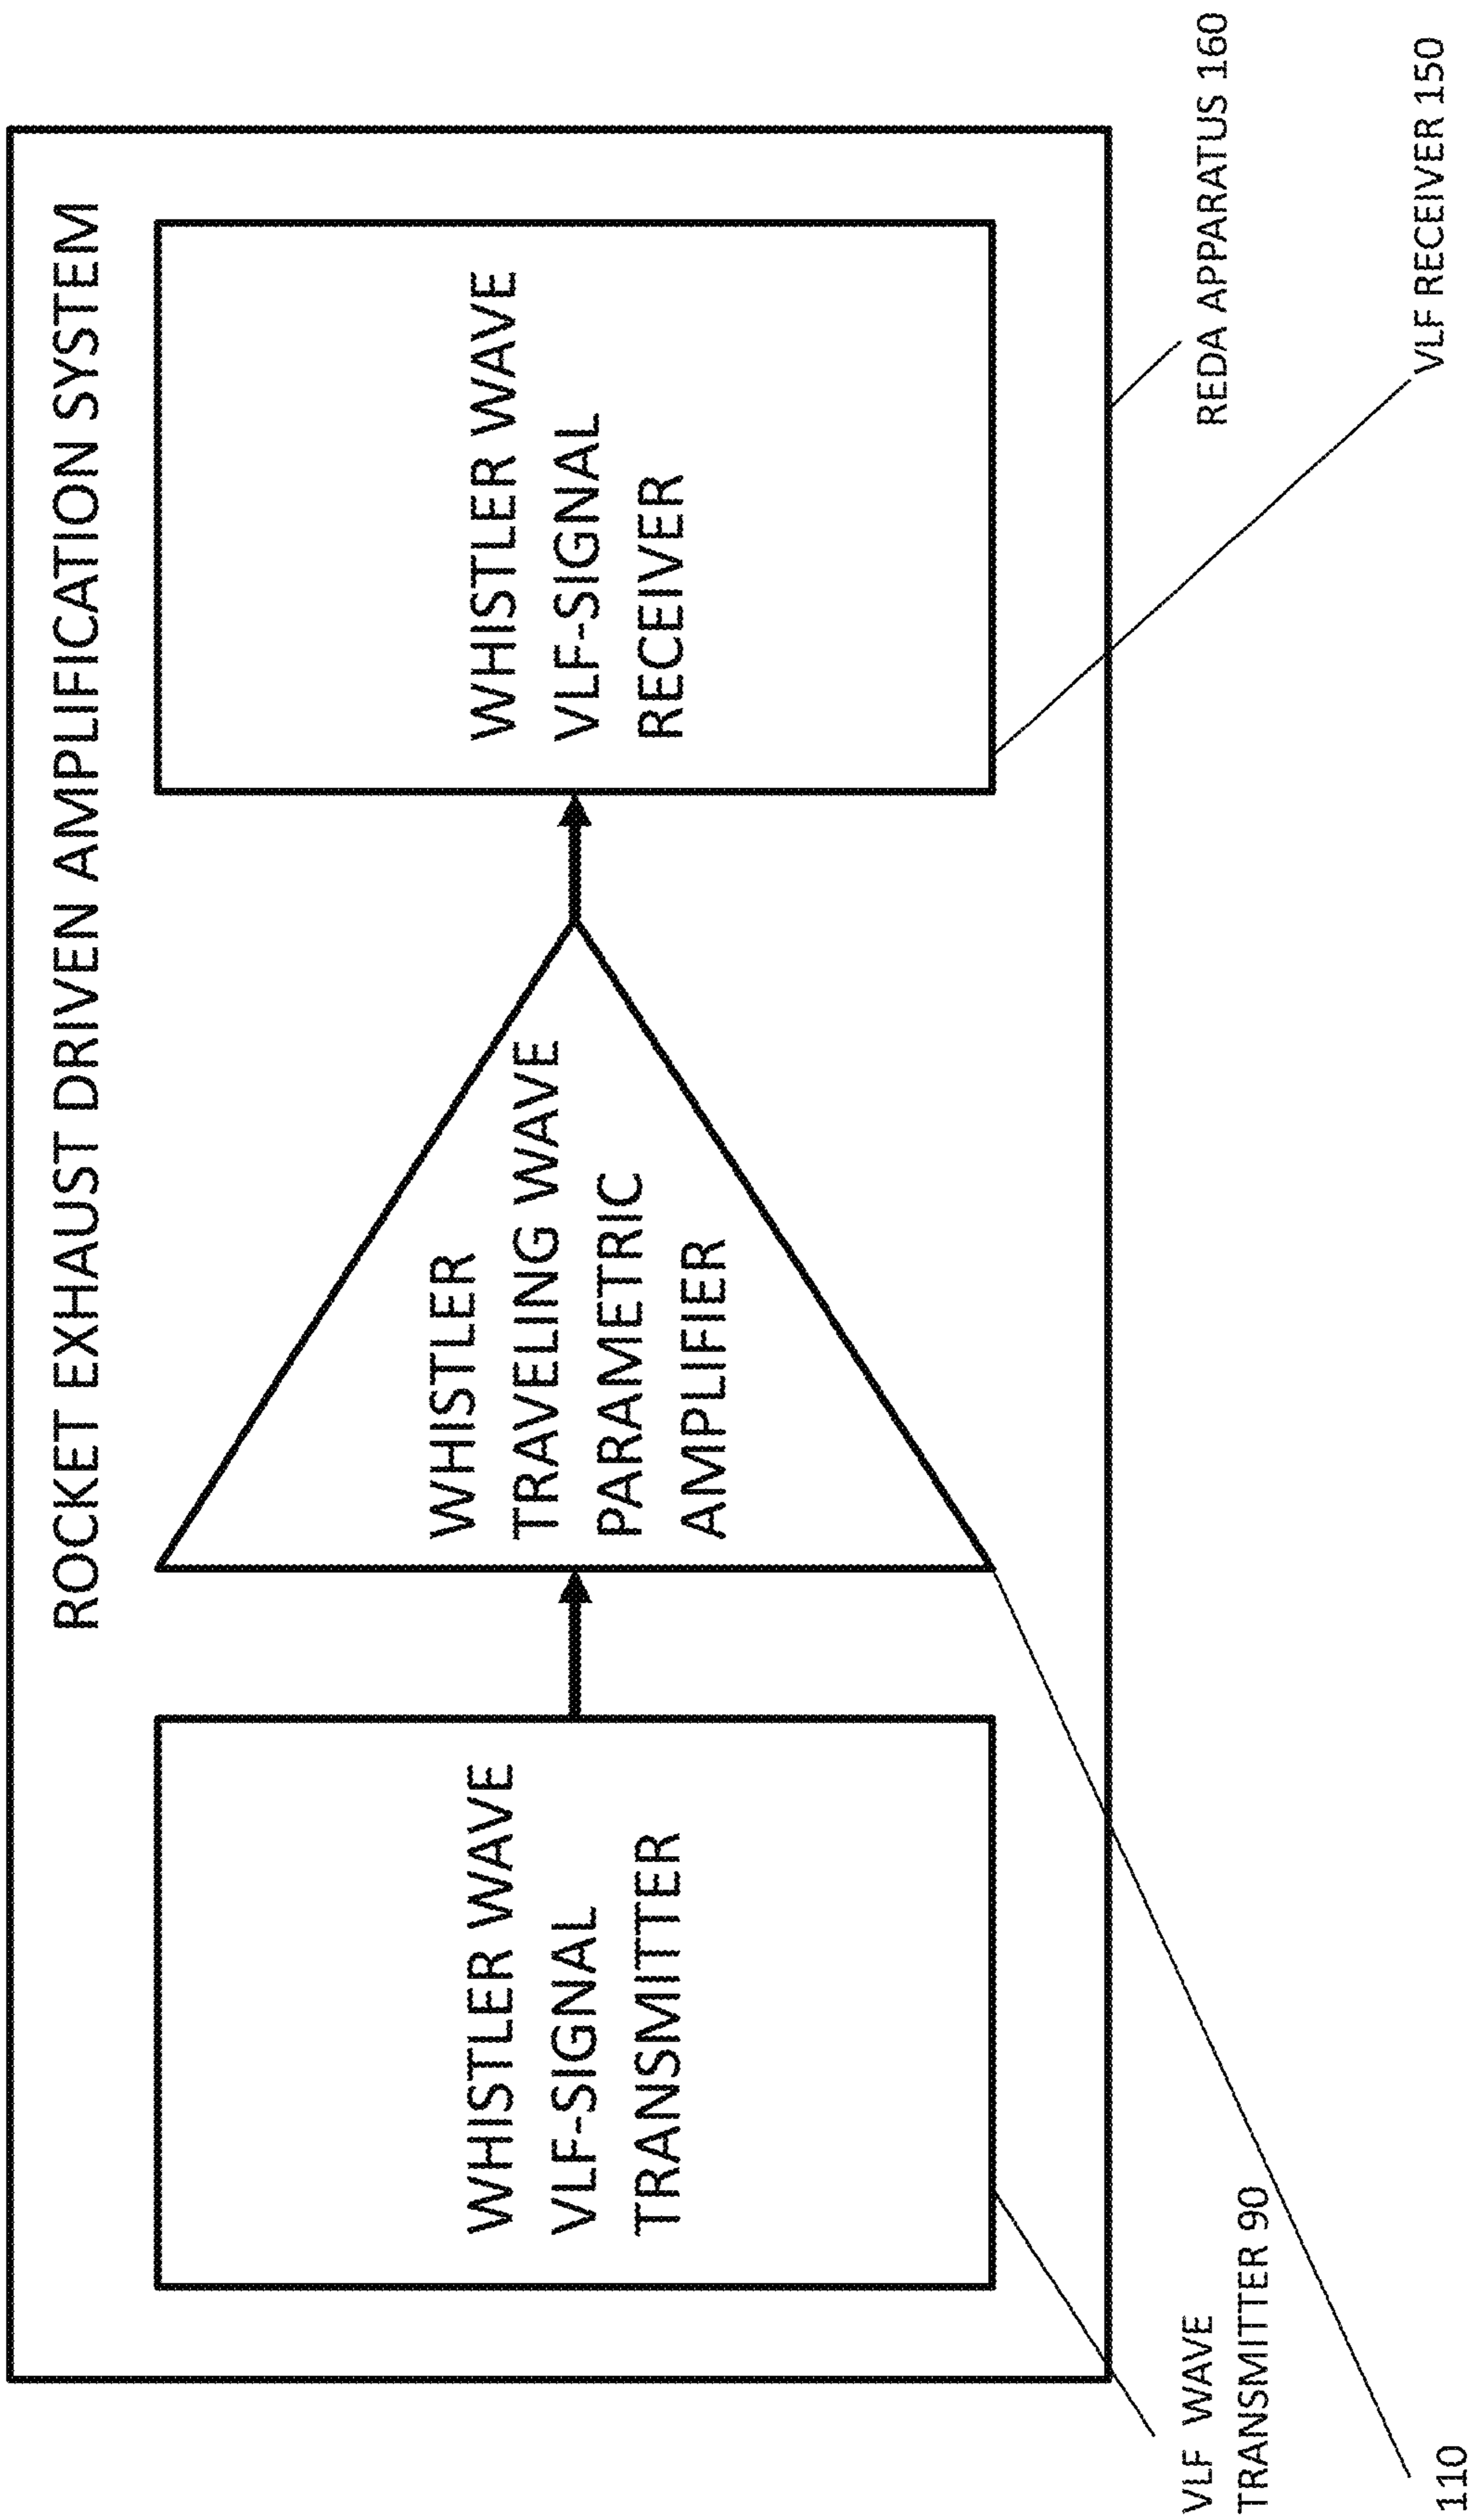 ROCKET EXHAUST DRIVEN AMPLIFICATION SYSTEM
WHISTLER WAVE
VLF-SIGNAL
TRANSMITTER
WHISTLER
TRAVELING WAVE
PARAMETRIC
AMPLIFIER
WHISTLER WAVE
VLF-SIGNAL
RECEIVER
VLF WAVE
TRANSMITTER 90
REDA APPARATUS 160
VLF RECEIVER 150
110